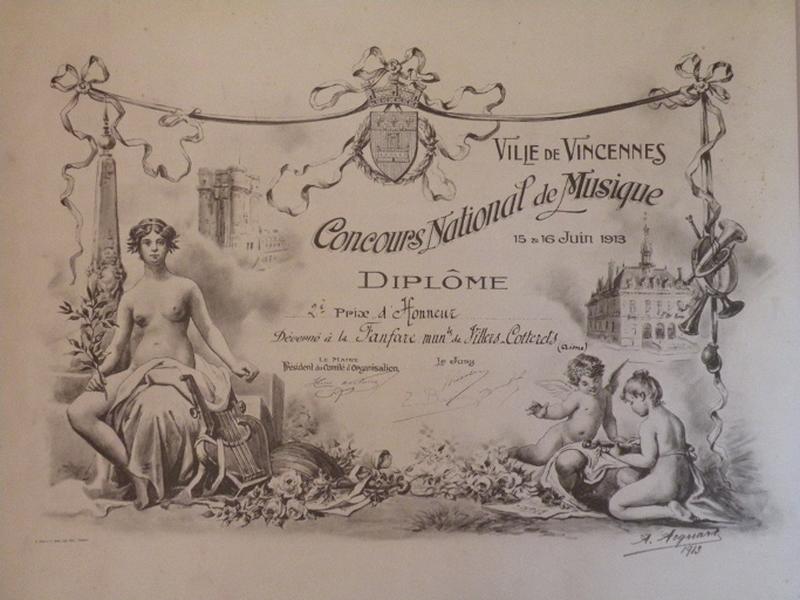 VILLE DE VINCENNES
Concours National de Musique
15 & 16 Juin 1913
DIPLÔME
2e Prix d'Honneur
Décerné à la Fanfare munle de Villers-Cotterets
(Aisne)
LE MAIRE
Président du Comité d'Organisation,
Le Jury
1913